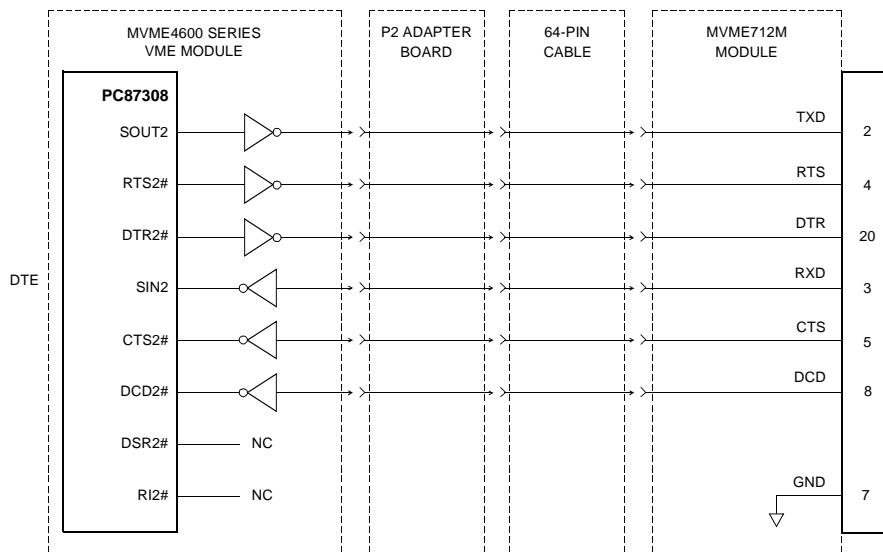 MVME4600 SERIES
VME MODULE
P2 ADAPTER
BOARD
64-PIN
CABLE
MVME712M
MODULE
PC87308
SOUT2
TXD
2
RTS2#
RTS
4
DTR2#
DTR
20
DTE
SIN2
RXD
3
CTS2#
CTS
5
DCD2#
DCD
8
DSR2#
NC
RI2#
NC
GND
7